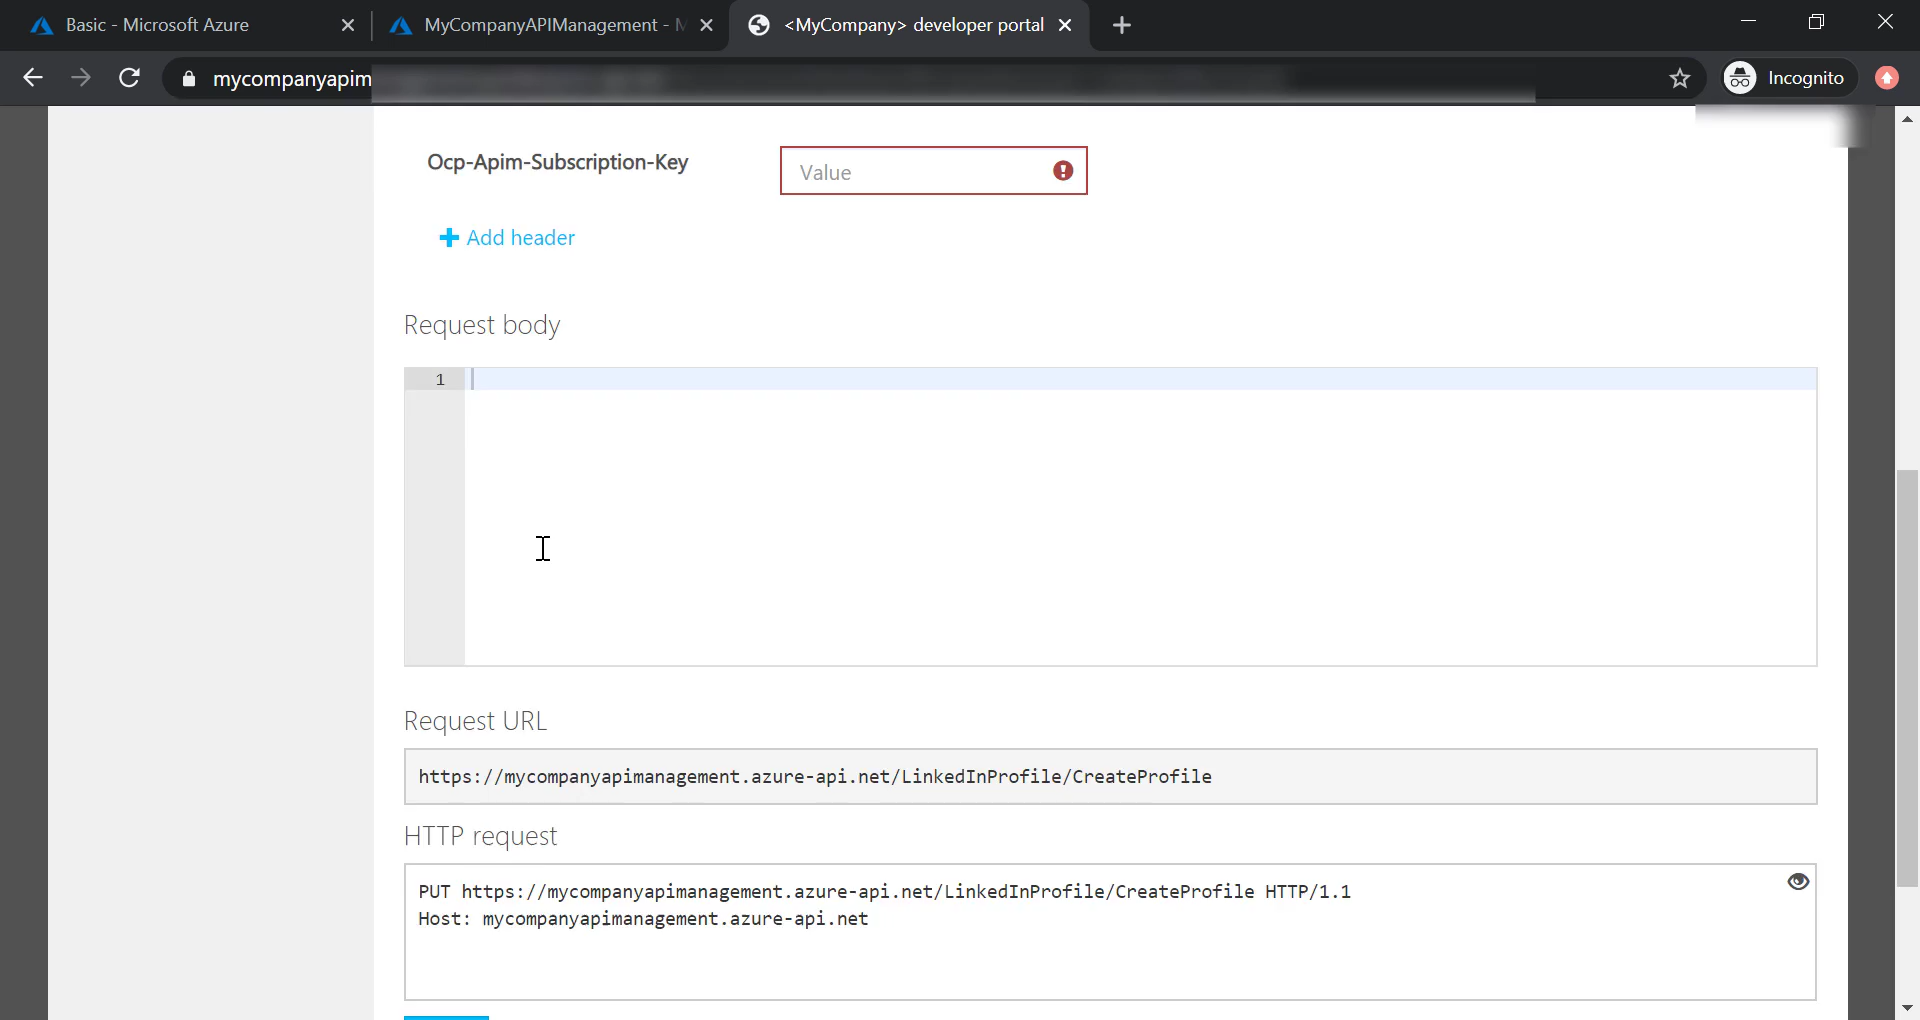 Basic - Microsoft Azure
MyCompanyAPIManagement - M
<MyCompany> developer portal
mycompanyapim
Incognito
Ocp-Apim-Subscription-Key
Value
Add header
Request body
1
Request URL
https://mycompanyapimanagement.azure-api.net/LinkedInProfile/CreateProfile
HTTP request
PUT https://mycompanyapimanagement.azure-api.net/LinkedInProfile/CreateProfile HTTP/1.1
Host: mycompanyapimanagement.azure-api.net